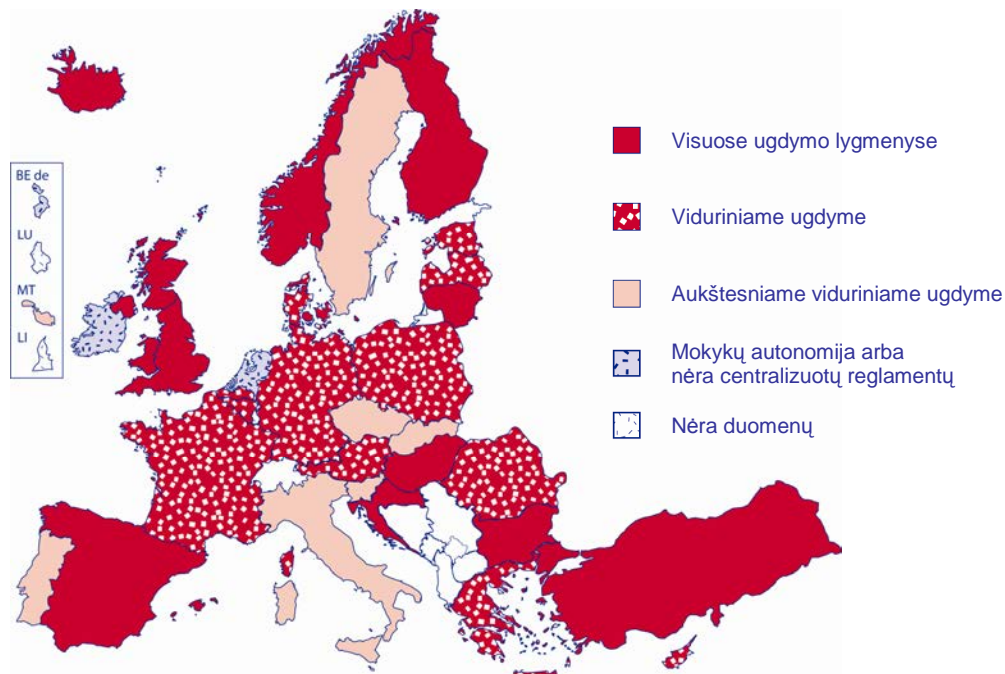 BE de
LU
MT
LI
Visuose ugdymo lygmenyse
Viduriniame ugdyme
Aukštesniame viduriniame ugdyme
Mokykų autonomija arba
nėra centralizuotų reglamentų
Nėra duomenų